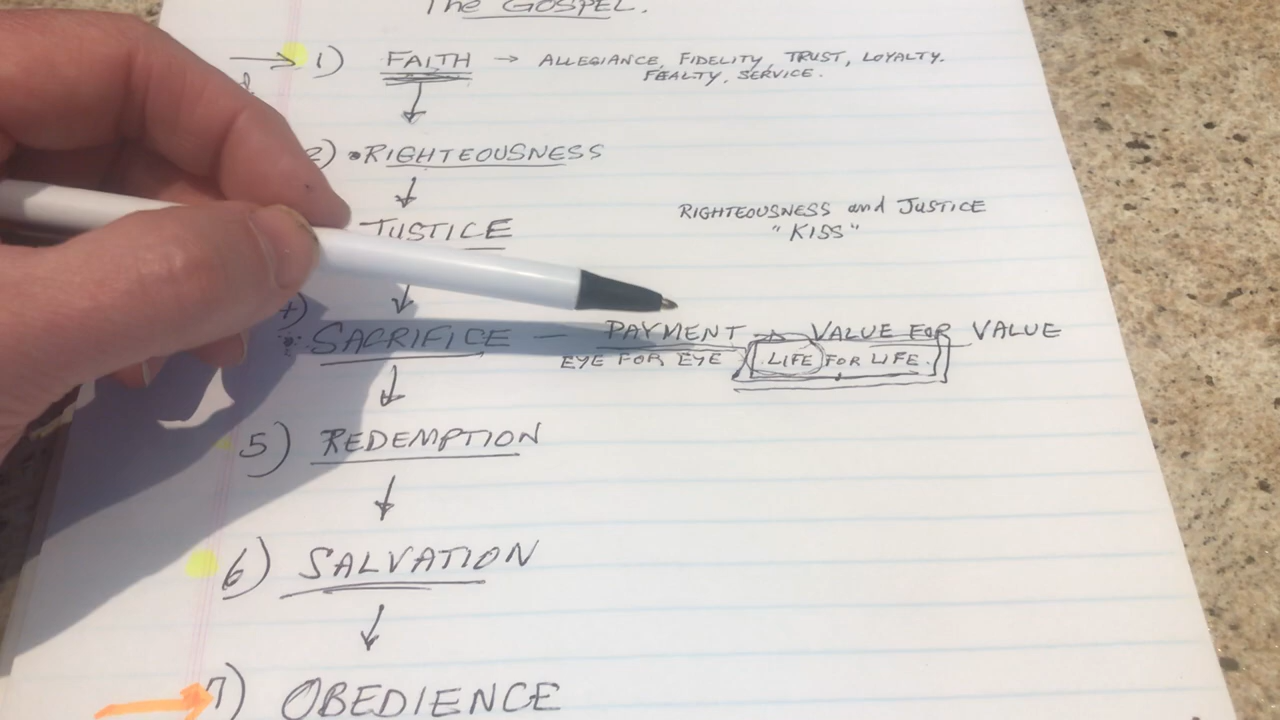 The GOSPEL.
1) FAITH → ALLEGIANCE, FIDELITY, TRUST, LOYALTY.
FEALTY, SERVICE.
2) •RIGHTEOUSNESS
JUSTICE
RIGHTEOUSNESS and JUSTICE
"KISS"
4) SACRIFICE — PAYMENT → VALUE FOR VALUE
EYE FOR EYE (LIFE FOR LIFE.)
5) REDEMPTION
6) SALVATION
7) OBEDIENCE